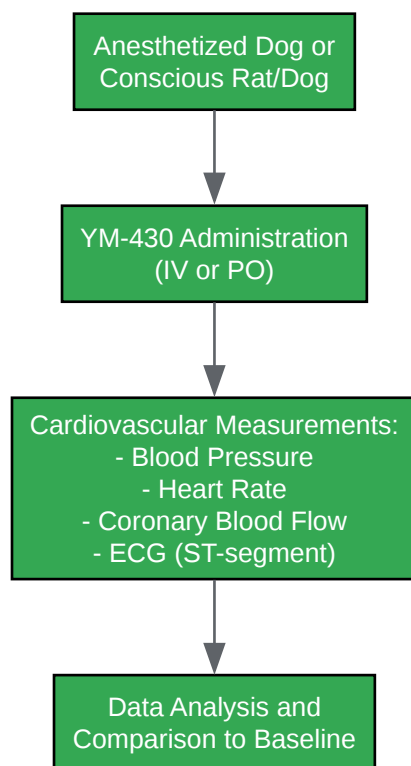 Anesthetized Dog or
Conscious Rat/Dog
YM-430 Administration
(IV or PO)
Cardiovascular Measurements:
- Blood Pressure
- Heart Rate
- Coronary Blood Flow
- ECG (ST-segment)
Data Analysis and
Comparison to Baseline